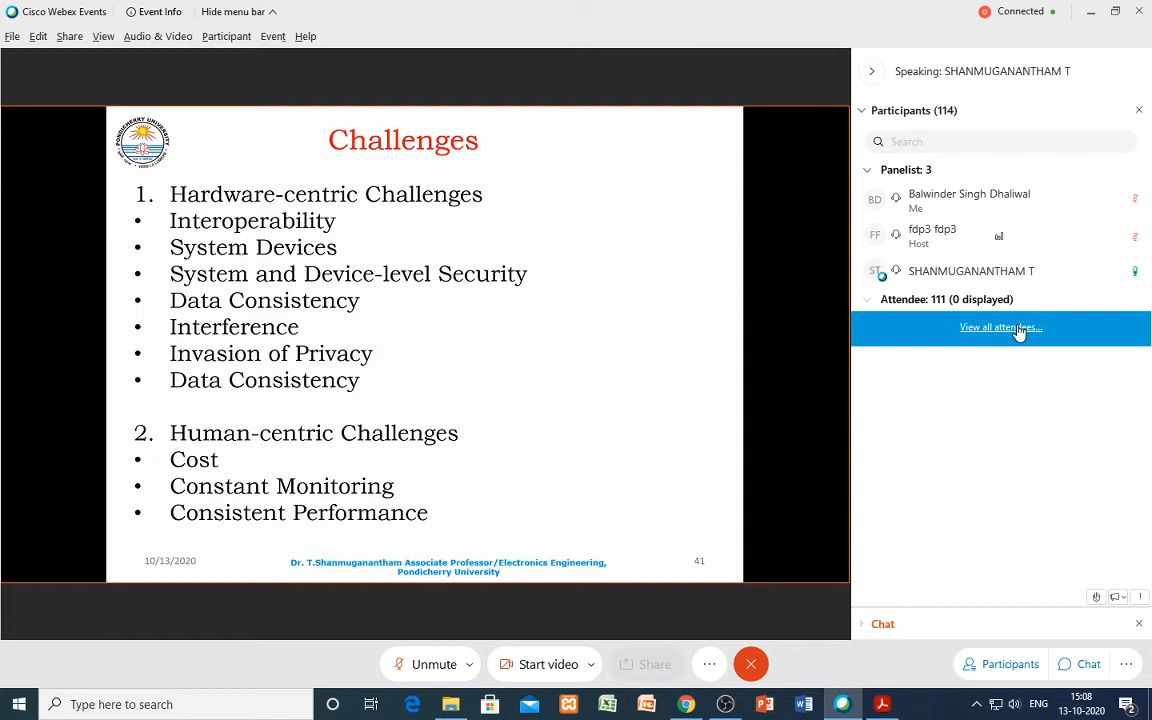 Cisco Webex Events
Event Info
Hide menu bar
Connected
File Edit Share View Audio & Video Participant Event Help
PONDICHERRY UNIVERSITY
Challenges
1. Hardware-centric Challenges
• Interoperability
• System Devices
• System and Device-level Security
• Data Consistency
• Interference
• Invasion of Privacy
• Data Consistency
2. Human-centric Challenges
• Cost
• Constant Monitoring
• Consistent Performance
10/13/2020
Dr. T.Shanmuganantham Associate Professor/Electronics Engineering,
Pondicherry University
41
Speaking: SHANMUGANANTHAM T
Participants (114)
Search
Panelist: 3
BD
Balwinder Singh Dhaliwal
Me
FF
fdp3 fdp3
Host
ST
SHANMUGANANTHAM T
Attendee: 111 (0 displayed)
View all attendees...
Chat
Unmute
Start video
Share
Participants
Chat
Type here to search
ENG
15:08
13-10-2020
2